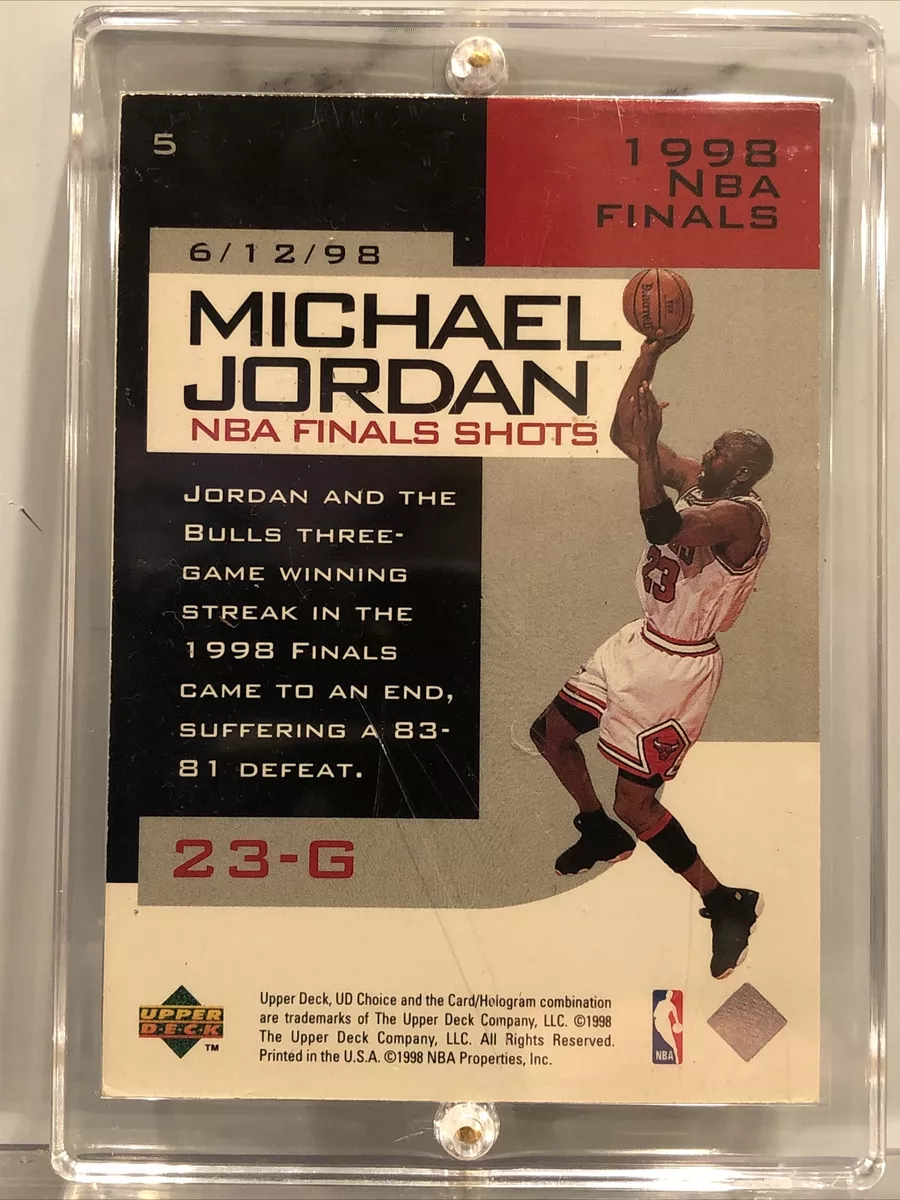 5
1998
NBA
FINALS
6/12/98
MICHAEL
JORDAN
NBA FINALS SHOTS
JORDAN AND THE
BULLS THREE-
GAME WINNING
STREAK IN THE
1998 FINALS
CAME TO AN END,
SUFFERING A 83-
81 DEFEAT.
23
23-G
UPPER
DECK
TM
Upper Deck, UD Choice and the Card/Hologram combination
are trademarks of The Upper Deck Company, LLC. ©1998
The Upper Deck Company, LLC. All Rights Reserved.
Printed in the U.S.A. ©1998 NBA Properties, Inc.
NBA